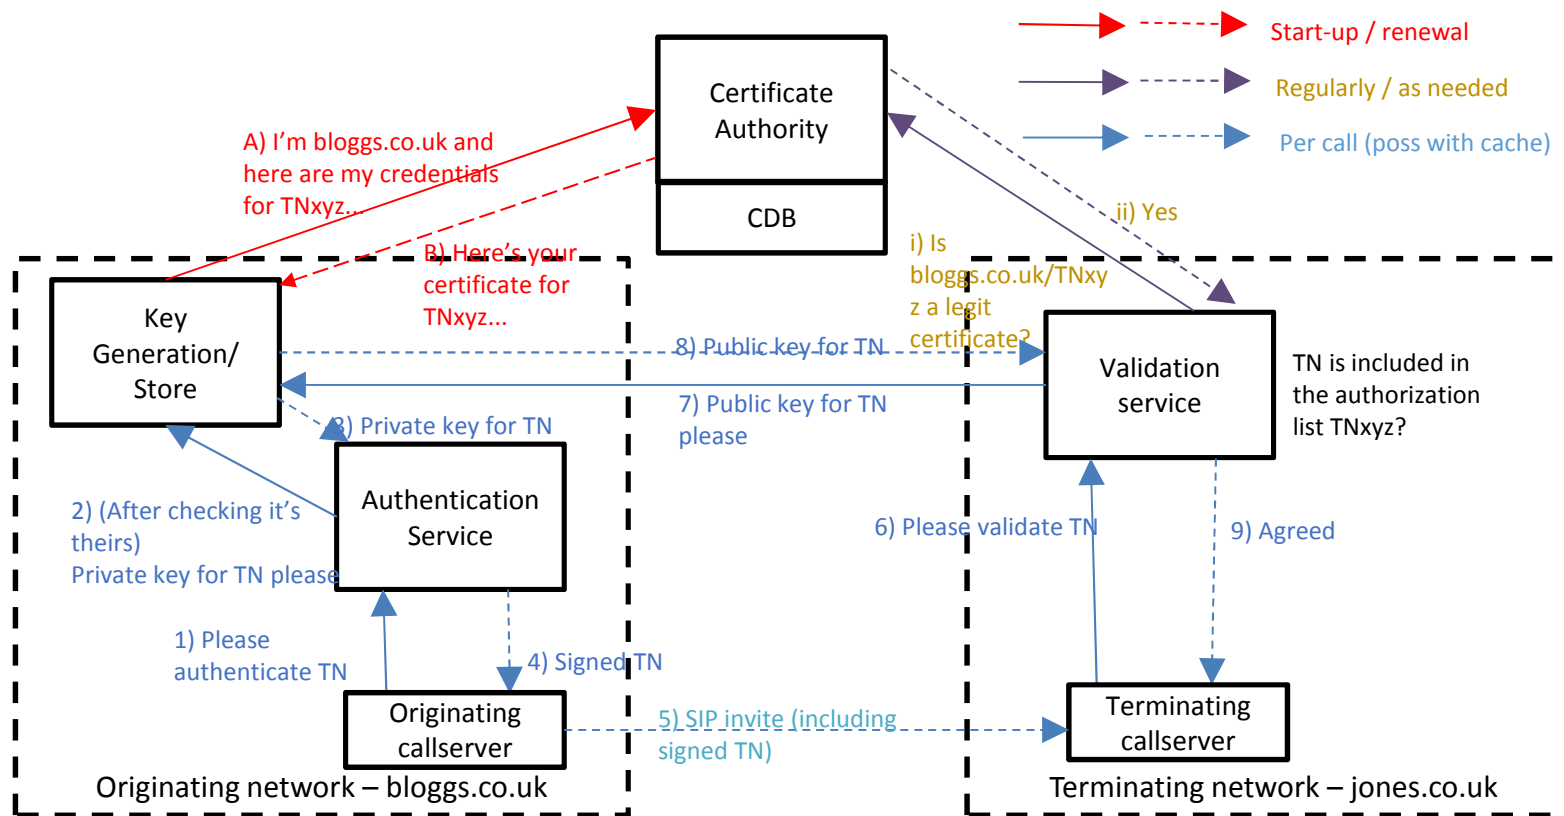 Start-up / renewal
Regularly / as needed
Per call (poss with cache)
Certificate
Authority
CDB
A) I'm bloggs.co.uk and
here are my credentials
for TNxyz...
B) Here's your
certificate for
TNxyz...
ii) Yes
i) Is
bloggs.co.uk/TNxy
z a legit
certificate?
Key
Generation/
Store
8) Public key for TN
7) Public key for TN
please
Validation
service
TN is included in
the authorization
list TNxyz?
3) Private key for TN
Authentication
Service
2) (After checking it's
theirs)
Private key for TN please
6) Please validate TN
9) Agreed
1) Please
authenticate TN
4) Signed TN
Originating
callserver
5) SIP invite (including
signed TN)
Terminating
callserver
Originating network – bloggs.co.uk
Terminating network – jones.co.uk